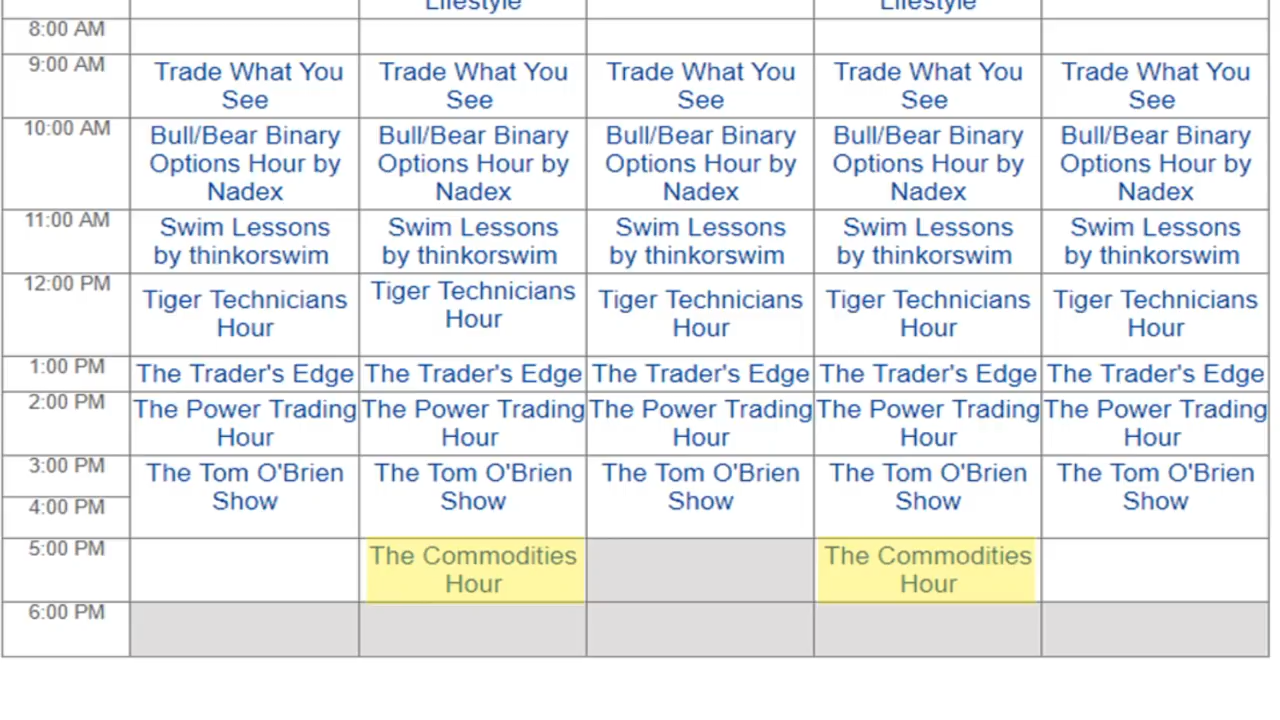 Lifestyle Lifestyle
8:00 AM
9:00 AM Trade What You Trade What You Trade What You Trade What You Trade What You
See See See See See
10:00 AM Bull/Bear Binary Bull/Bear Binary Bull/Bear Binary Bull/Bear Binary Bull/Bear Binary
Options Hour by Options Hour by Options Hour by Options Hour by Options Hour by
Nadex Nadex Nadex Nadex Nadex
11:00 AM Swim Lessons Swim Lessons Swim Lessons Swim Lessons Swim Lessons
by thinkorswim by thinkorswim by thinkorswim by thinkorswim by thinkorswim
12:00 PM Tiger Technicians Tiger Technicians Tiger Technicians Tiger Technicians Tiger Technicians
Hour Hour Hour Hour Hour
1:00 PM The Trader's Edge The Trader's Edge The Trader's Edge The Trader's Edge The Trader's Edge
2:00 PM The Power Trading The Power Trading The Power Trading The Power Trading The Power Trading
Hour Hour Hour Hour Hour
3:00 PM The Tom O'Brien The Tom O'Brien The Tom O'Brien The Tom O'Brien The Tom O'Brien
4:00 PM Show Show Show Show Show
5:00 PM The Commodities The Commodities
Hour Hour
6:00 PM